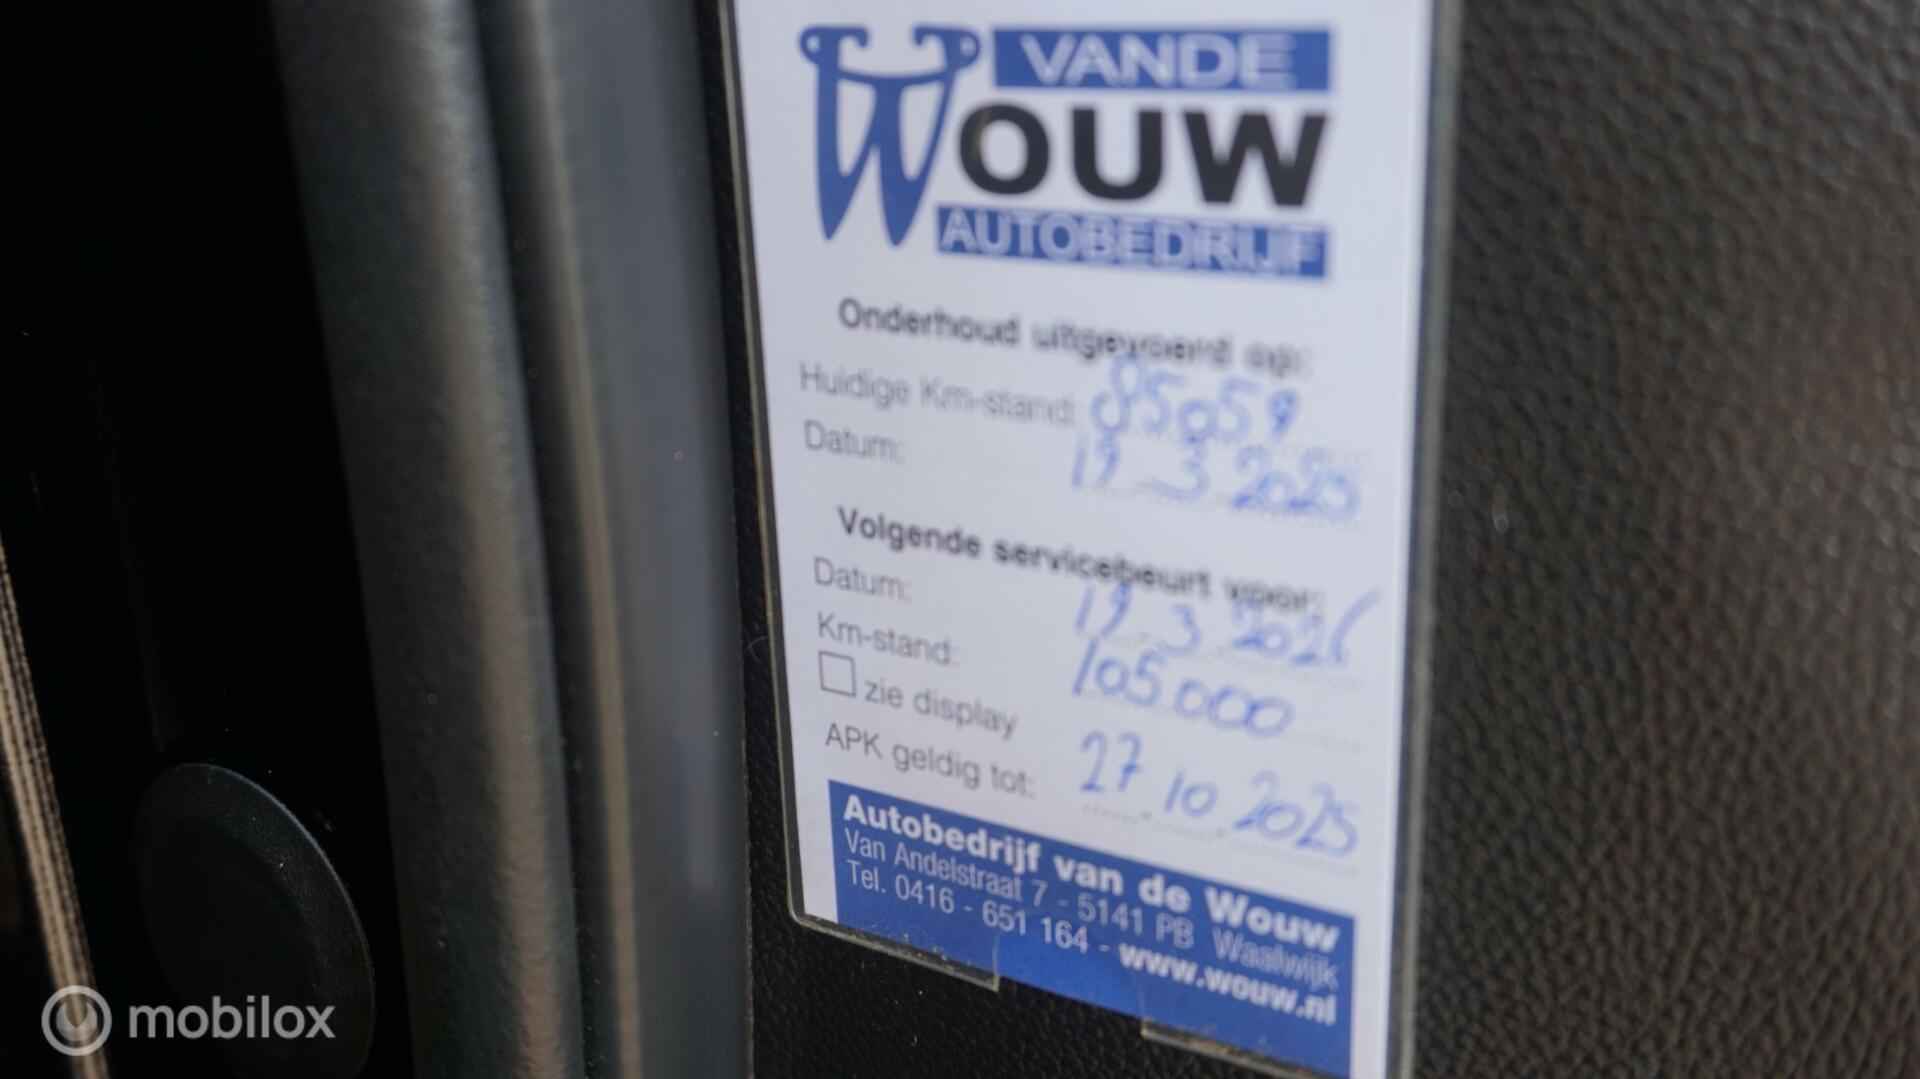 VANDE
WOUW
AUTOBEDRIJF
Onderhoud uitgevoerd op:
Huidige Km-stand: 85059
Datum: 19 - 3 2025
Volgende servicebeurt voor:
Datum: 19 - 3 2026
Km-stand: 105.000
zie display
APK geldig tot: 27 10 2025
Autobedrijf van de Wouw
Van Andelstraat 7 - 5141 PB Waalwijk
Tel. 0416 - 651 164 - www.wouw.nl
mobilox